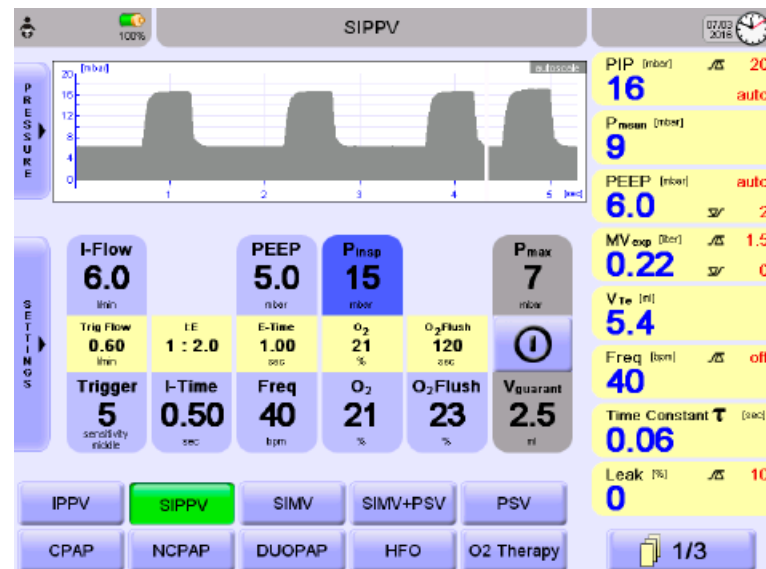 100%
SIPPV
07/03
2016
PRESSURE
[mbar]
autoscale
20
16
12
8
4
0
1 2 3 4 5 [sec]
SETTINGS
I-Flow
6.0
l/min
PEEP
5.0
mbar
Pinsp
15
mbar
Pmax
7
mbar
Trig Flow
0.60
l/min
I:E
1 : 2.0
E-Time
1.00
sec
O2
21
%
O2Flush
120
sec
Trigger
5
sensitivity
middle
I-Time
0.50
sec
Freq
40
bpm
O2
21
%
O2Flush
23
%
Vguarant
2.5
ml
IPPV SIPPV SIMV SIMV+PSV PSV
CPAP NCPAP DUOPAP HFO O2 Therapy
PIP [mbar] 20
16 auto
Pmean [mbar]
9
PEEP [mbar] auto
6.0 2
MVexp [liter] 1.5
0.22 0
VTe [ml]
5.4
Freq [bpm] off
40
Time Constant τ [sec]
0.06
Leak [%] 10
0
1/3